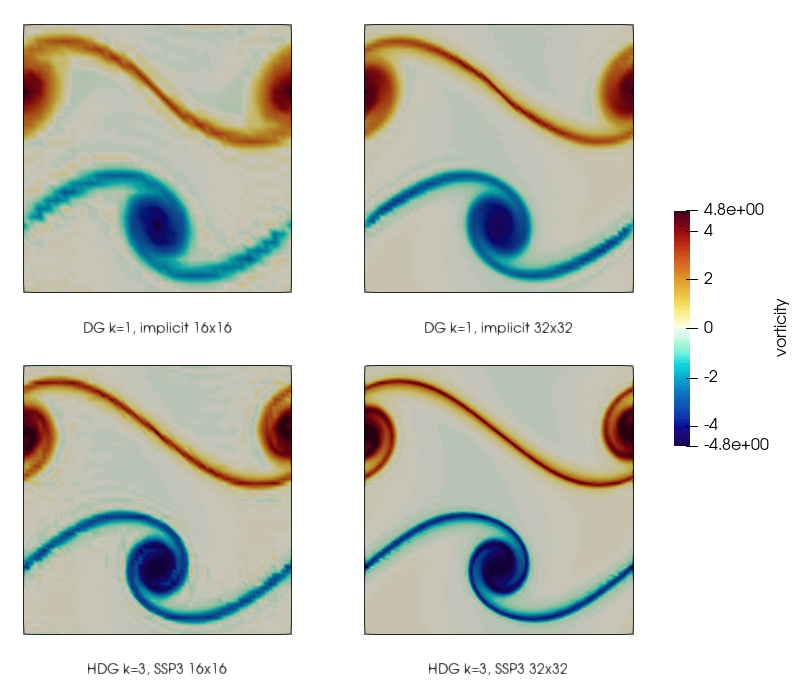 DG k=1, implicit 16x16
DG k=1, implicit 32x32
4.8e+00
4
2
0
-2
-4
-4.8e+00
vorticity
HDG k=3, SSP3 16x16
HDG k=3, SSP3 32x32